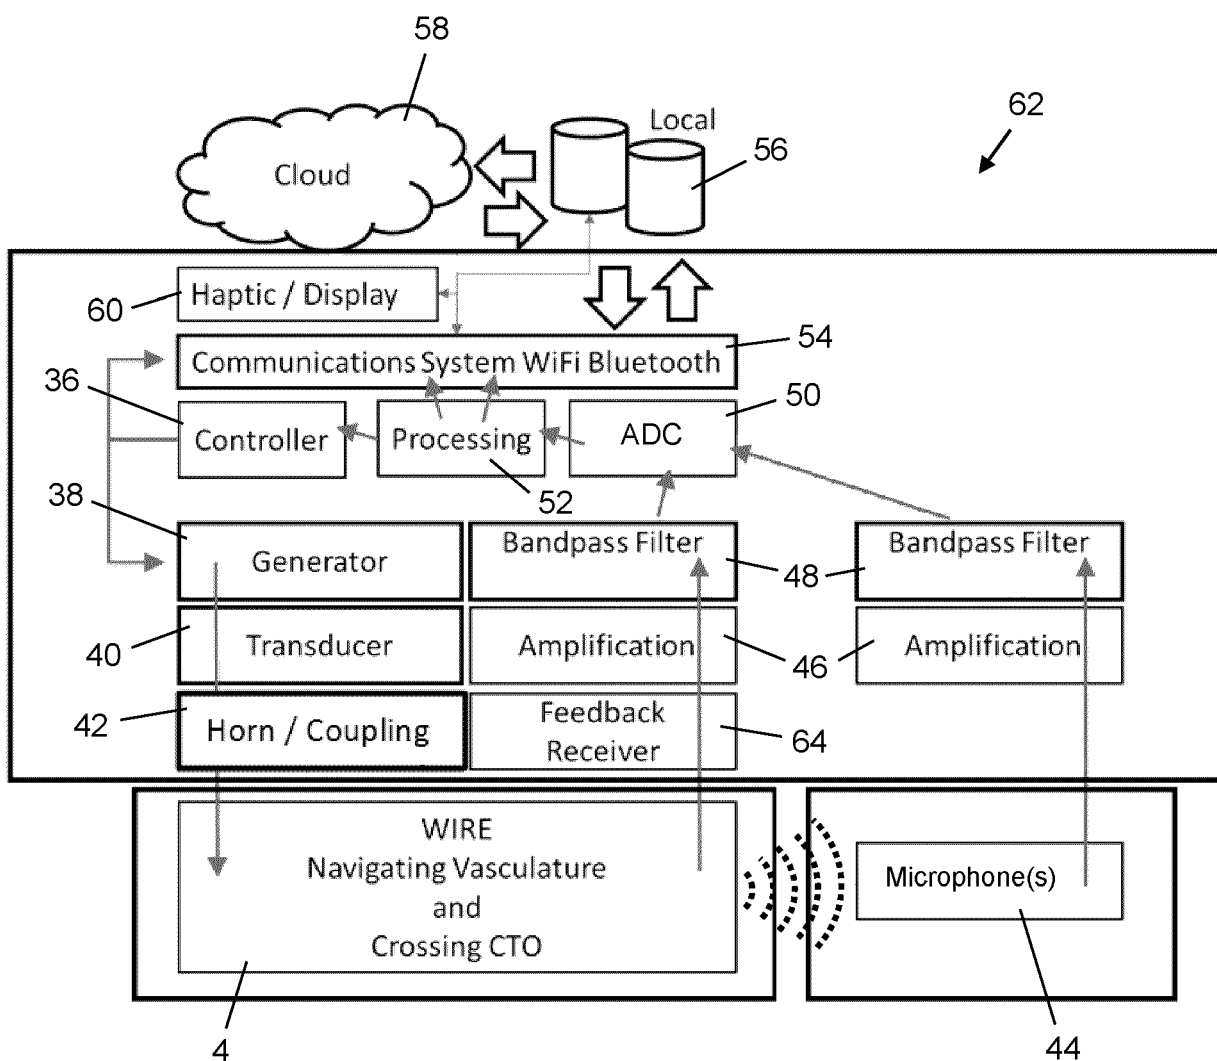 58
Local
62
Cloud
56
60
Haptic / Display
Communications System WiFi Bluetooth
54
36
Controller
Processing
ADC
50
52
38
Generator
Bandpass Filter
48
Bandpass Filter
40
Transducer
Amplification
46
Amplification
42
Horn / Coupling
Feedback
Receiver
64
WIRE
Navigating Vasculature
and
Crossing CTO
Microphone(s)
4
44